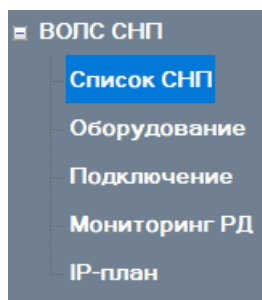 ВОЛС СНП
Список СНП
Оборудование
Подключение
Мониторинг РД
IP-план